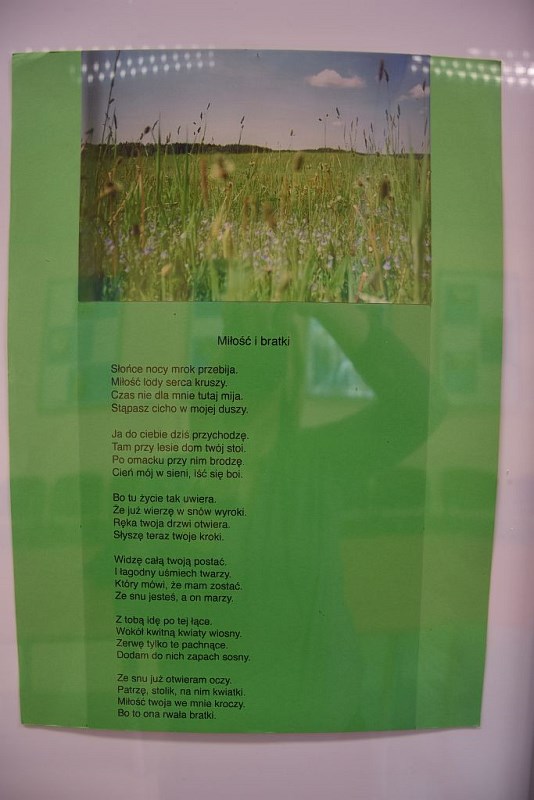 Miłość i bratki
Słońce nocy mrok przebija.
Miłość lody serca kruszy.
Czas nie dla mnie tutaj mija.
Stąpasz cicho w mojej duszy.
Ja do ciebie dziś przychodzę.
Tam przy lesie dom twój stoi.
Po omacku przy nim brodzę.
Cień mój w sieni, iść się boi.
Bo tu życie tak uwiera.
Że już wierzę w snów wyroki.
Ręka twoja drzwi otwiera.
Słyszę teraz twoje kroki.
Widzę całą twoją postać.
I łagodny uśmiech twarzy.
Który mówi, że mam zostać.
Ze snu jesteś, a on marzy.
Z tobą idę po tej łące.
Wokół kwitną kwiaty wiosny.
Zerwę tylko te pachnące.
Dodam do nich zapach sosny.
Ze snu już otwieram oczy.
Patrzę, stolik, na nim kwiatki.
Miłość twoja we mnie kroczy.
Bo to ona rwała bratki.